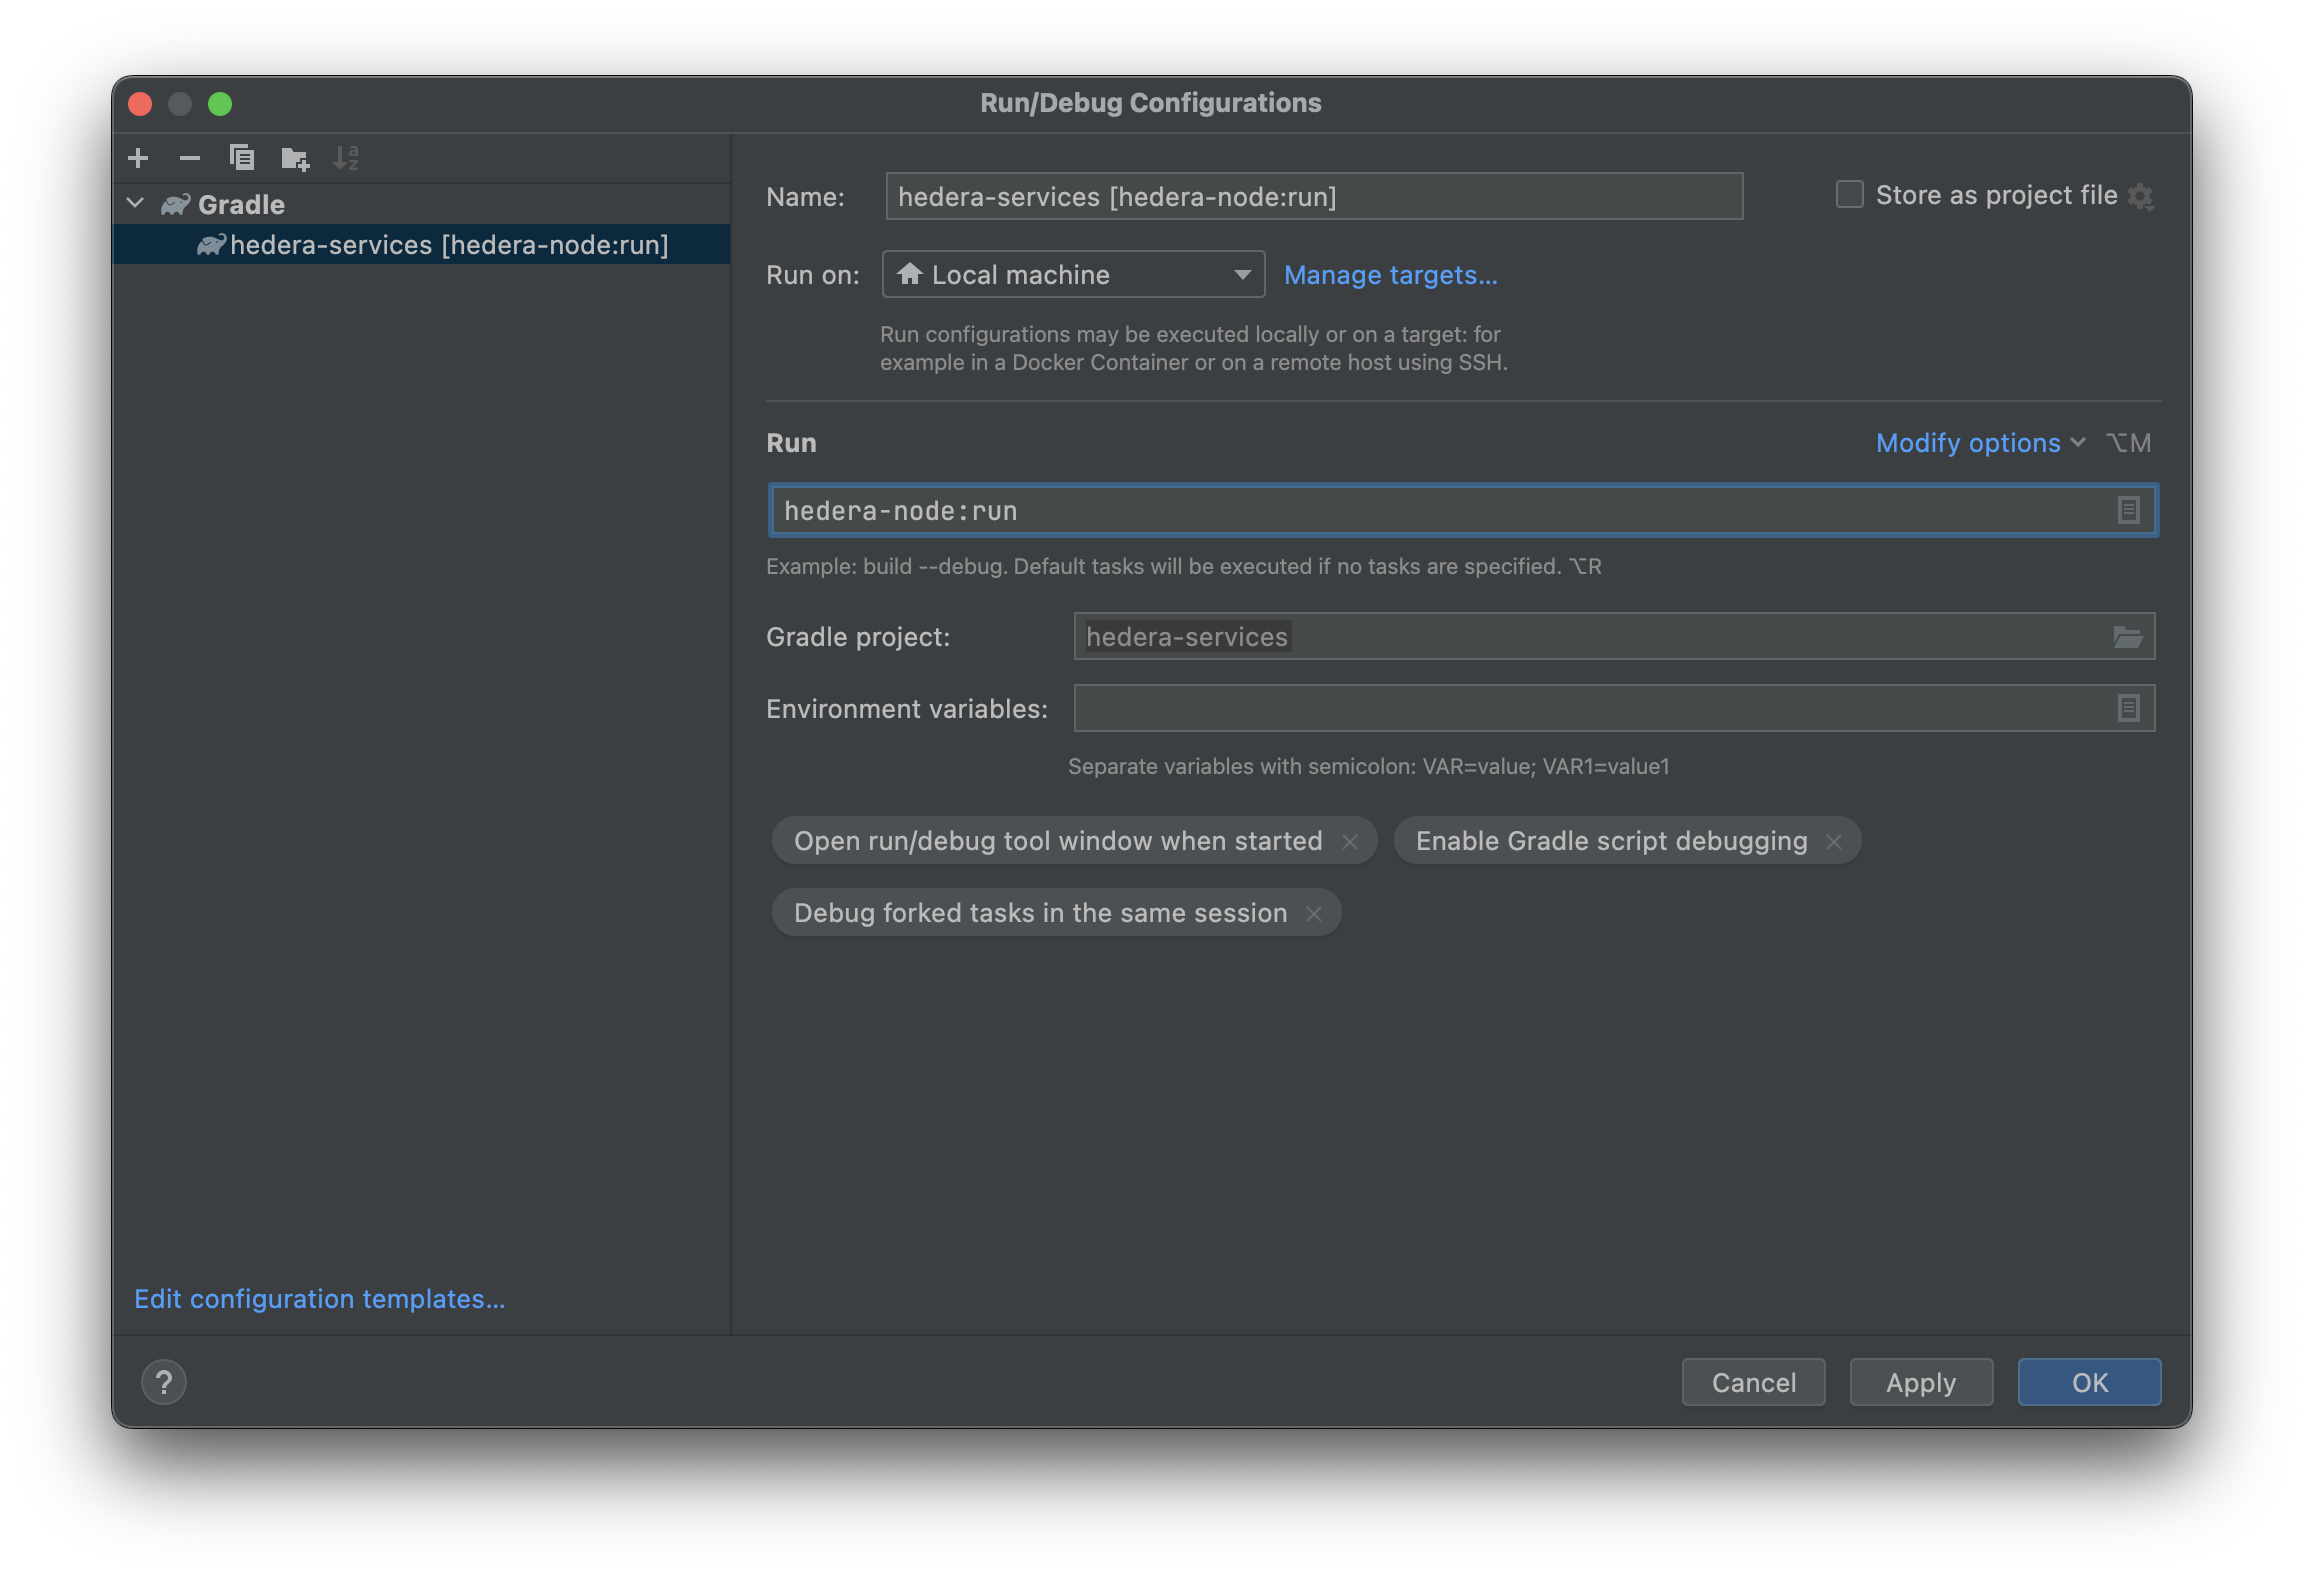 Run/Debug Configurations
Gradle
hedera-services [hedera-node:run]
Edit configuration templates...
Name: hedera-services [hedera-node:run]
Store as project file
Run on: Local machine Manage targets...
Run configurations may be executed locally or on a target: for
example in a Docker Container or on a remote host using SSH.
Run Modify options ⌥M
hedera-node:run
Example: build --debug. Default tasks will be executed if no tasks are specified. ⌥R
Gradle project: hedera-services
Environment variables:
Separate variables with semicolon: VAR=value; VAR1=value1
Open run/debug tool window when started × Enable Gradle script debugging ×
Debug forked tasks in the same session ×
? Cancel Apply OK